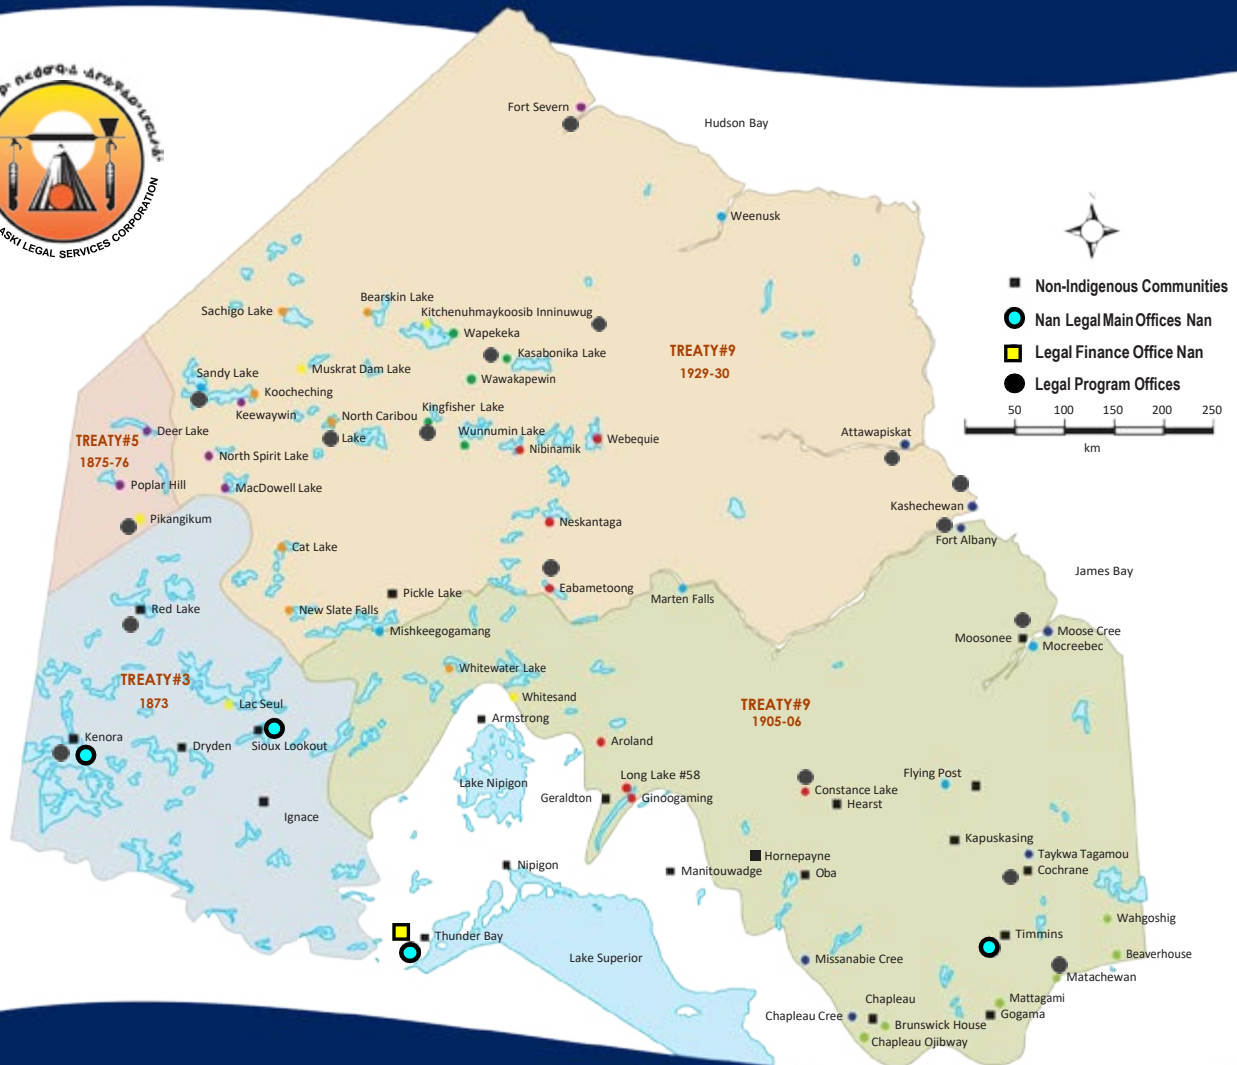 ASKI LEGAL SERVICES CORPORATION
Fort Severn
Hudson Bay
Weenusk
Non-Indigenous Communities
Nan Legal Main Offices Nan
Legal Finance Office Nan
Legal Program Offices
50 100 150 200 250
km
Bearskin Lake
Sachigo Lake
Kitchenuhmaykoosib Inninuwug
Wapekeka
Kasabonika Lake
TREATY#9
1929-30
Muskrat Dam Lake
Sandy Lake
Wawakapewin
Koocheching
Keewaywin
North Caribou
Lake
Kingfisher Lake
Wunnumin Lake
Nibinamik
Webequie
Attawapiskat
Deer Lake
TREATY#5
1875-76
North Spirit Lake
Poplar Hill
MacDowell Lake
Pikangikum
Neskantaga
Kashechewan
Fort Albany
Cat Lake
James Bay
Eabametoong
Marten Falls
Pickle Lake
Red Lake
New Slate Falls
Mishkeegogamang
Moosonee
Moose Cree
Mocreebec
Whitewater Lake
TREATY#3
1873
Whitesand
Lac Seul
TREATY#9
1905-06
Armstrong
Kenora
Dryden
Sioux Lookout
Aroland
Long Lake #58
Flying Post
Lake Nipigon
Geraldton
Ginoogaming
Constance Lake
Hearst
Ignace
Kapuskasing
Hornepayne
Taykwa Tagamou
Nipigon
Manitouwadge
Oba
Cochrane
Wahgoshig
Thunder Bay
Timmins
Beaverhouse
Lake Superior
Missanabie Cree
Matachewan
Chapleau
Mattagami
Chapleau Cree
Gogama
Brunswick House
Chapleau Ojibway